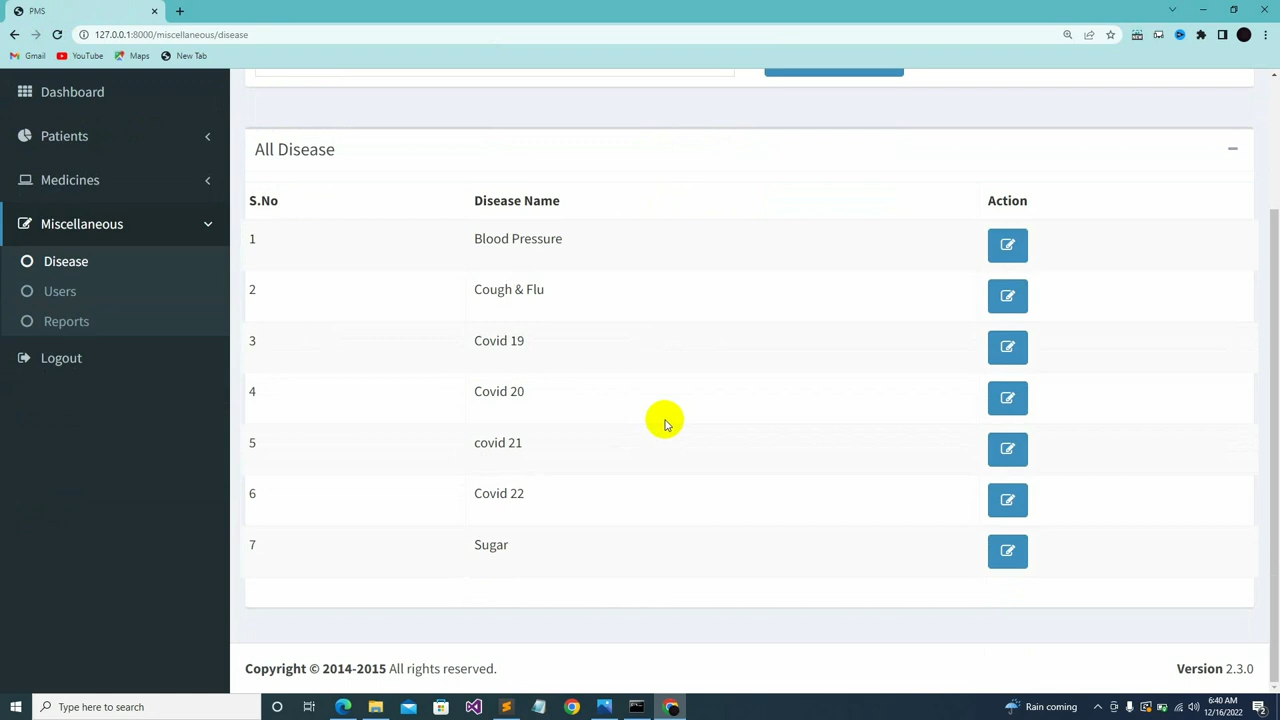 PMS
127.0.0.1:8000/miscellaneous/disease
Gmail YouTube Maps New Tab
Dashboard
Patients
Medicines
Miscellaneous
Disease
Users
Reports
Logout
All Disease
S.No Disease Name Action
1 Blood Pressure
2 Cough & Flu
3 Covid 19
4 Covid 20
5 covid 21
6 Covid 22
7 Sugar
Copyright © 2014-2015 All rights reserved. Version 2.3.0
Type here to search
Rain coming
6:40 AM
12/16/2022